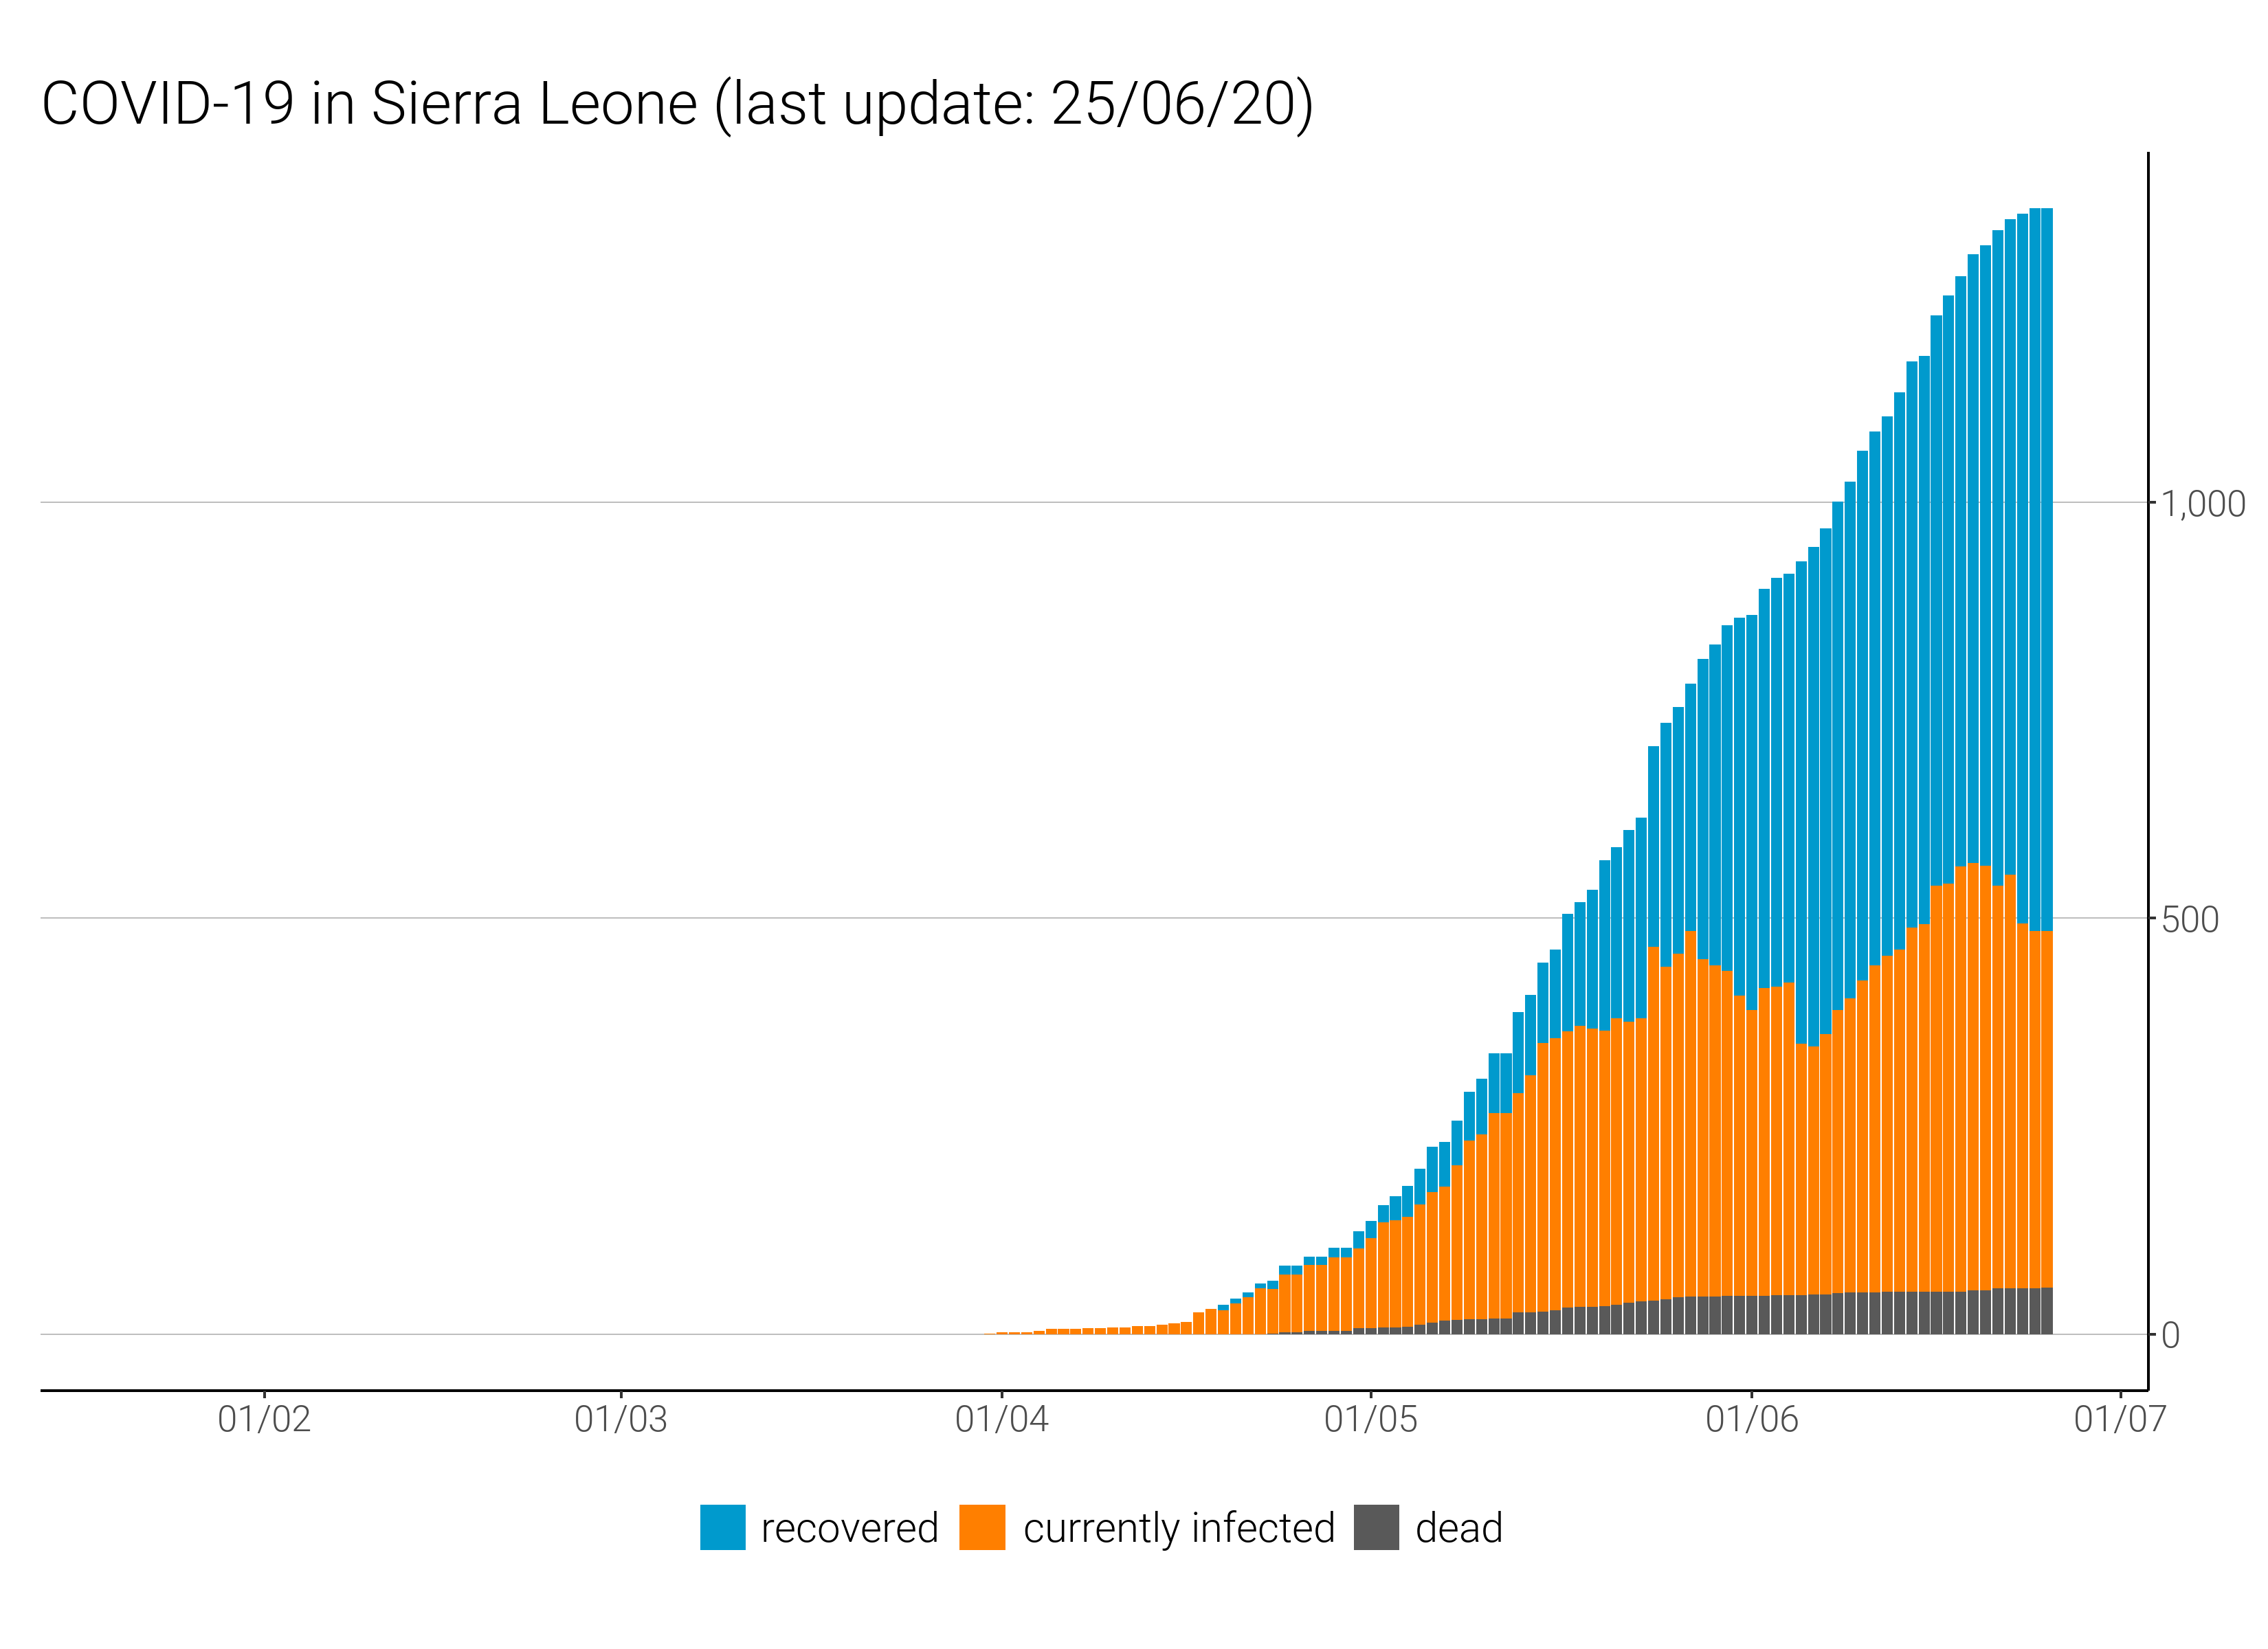 COVID-19 in Sierra Leone (last update: 25/06/20)
1,000
500
0
01/02 01/03 01/04 01/05 01/06 01/07
recovered currently infected dead